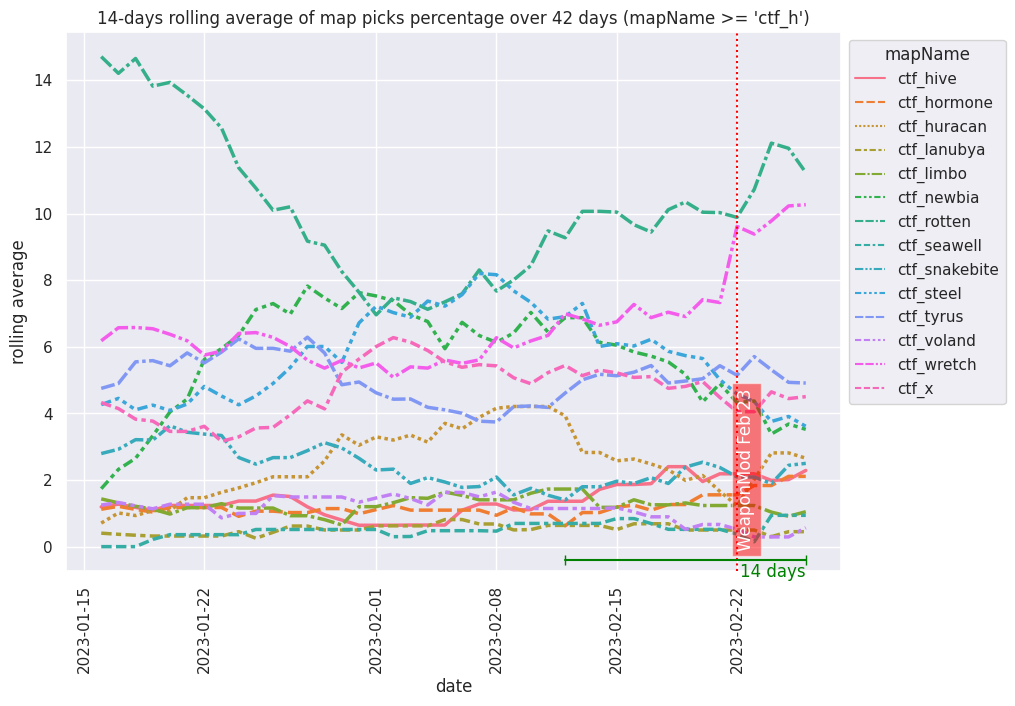 14-days rolling average of map picks percentage over 42 days (mapName >= 'ctf_h')
rolling average
14
12
10
8
6
4
2
0
2023-01-15
2023-01-22
2023-02-01
2023-02-08
2023-02-15
2023-02-22
date
Weapon Mod Feb'23
14 days
mapName
ctf_hive
ctf_hormone
ctf_huracan
ctf_lanubya
ctf_limbo
ctf_newbia
ctf_rotten
ctf_seawell
ctf_snakebite
ctf_steel
ctf_tyrus
ctf_voland
ctf_wretch
ctf_x